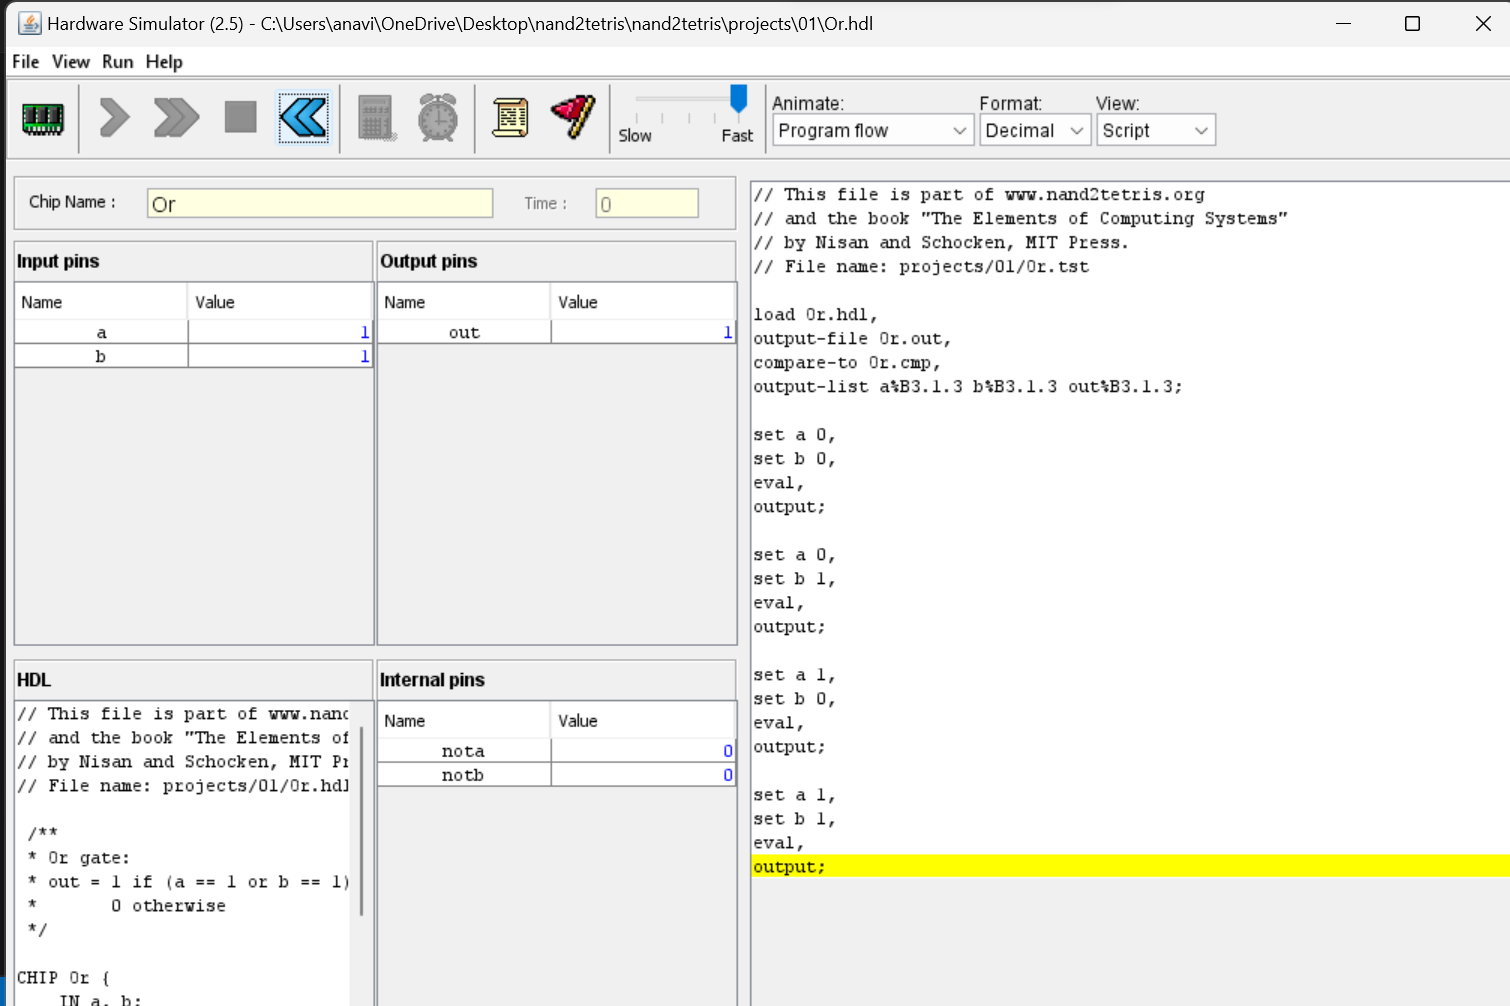 Hardware Simulator (2.5) - C:\Users\anavi\OneDrive\Desktop\nand2tetris\nand2tetris\projects\01\Or.hdl
File View Run Help
Slow Fast
Animate: Format: View:
Program flow Decimal Script
Chip Name : Or Time : 0
Input pins
Name Value
a 1
b 1
Output pins
Name Value
out 1
HDL
// This file is part of www.nand
// and the book "The Elements of
// by Nisan and Schocken, MIT Pr
// File name: projects/01/Or.hdl
/**
* Or gate:
* out = 1 if (a == 1 or b == 1)
* 0 otherwise
*/
CHIP Or {
IN a, b;
Internal pins
Name Value
nota 0
notb 0
// This file is part of www.nand2tetris.org
// and the book "The Elements of Computing Systems"
// by Nisan and Schocken, MIT Press.
// File name: projects/01/Or.tst
load Or.hdl,
output-file Or.out,
compare-to Or.cmp,
output-list a%B3.1.3 b%B3.1.3 out%B3.1.3;
set a 0,
set b 0,
eval,
output;
set a 0,
set b 1,
eval,
output;
set a 1,
set b 0,
eval,
output;
set a 1,
set b 1,
eval,
output;